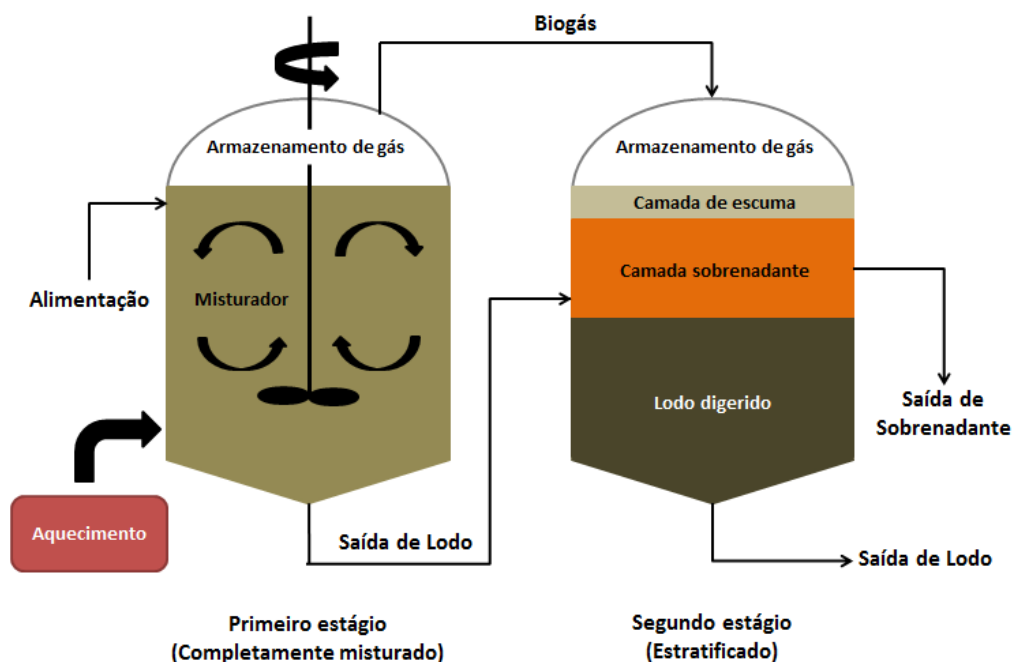 Biogás
Armazenamento de gás
Armazenamento de gás
Camada de escuma
Camada sobrenadante
Alimentação
Misturador
Lodo digerido
Saída de
Sobrenadante
Aquecimento
Saída de Lodo
Saída de Lodo
Primeiro estágio
(Completamente misturado)
Segundo estágio
(Estratificado)